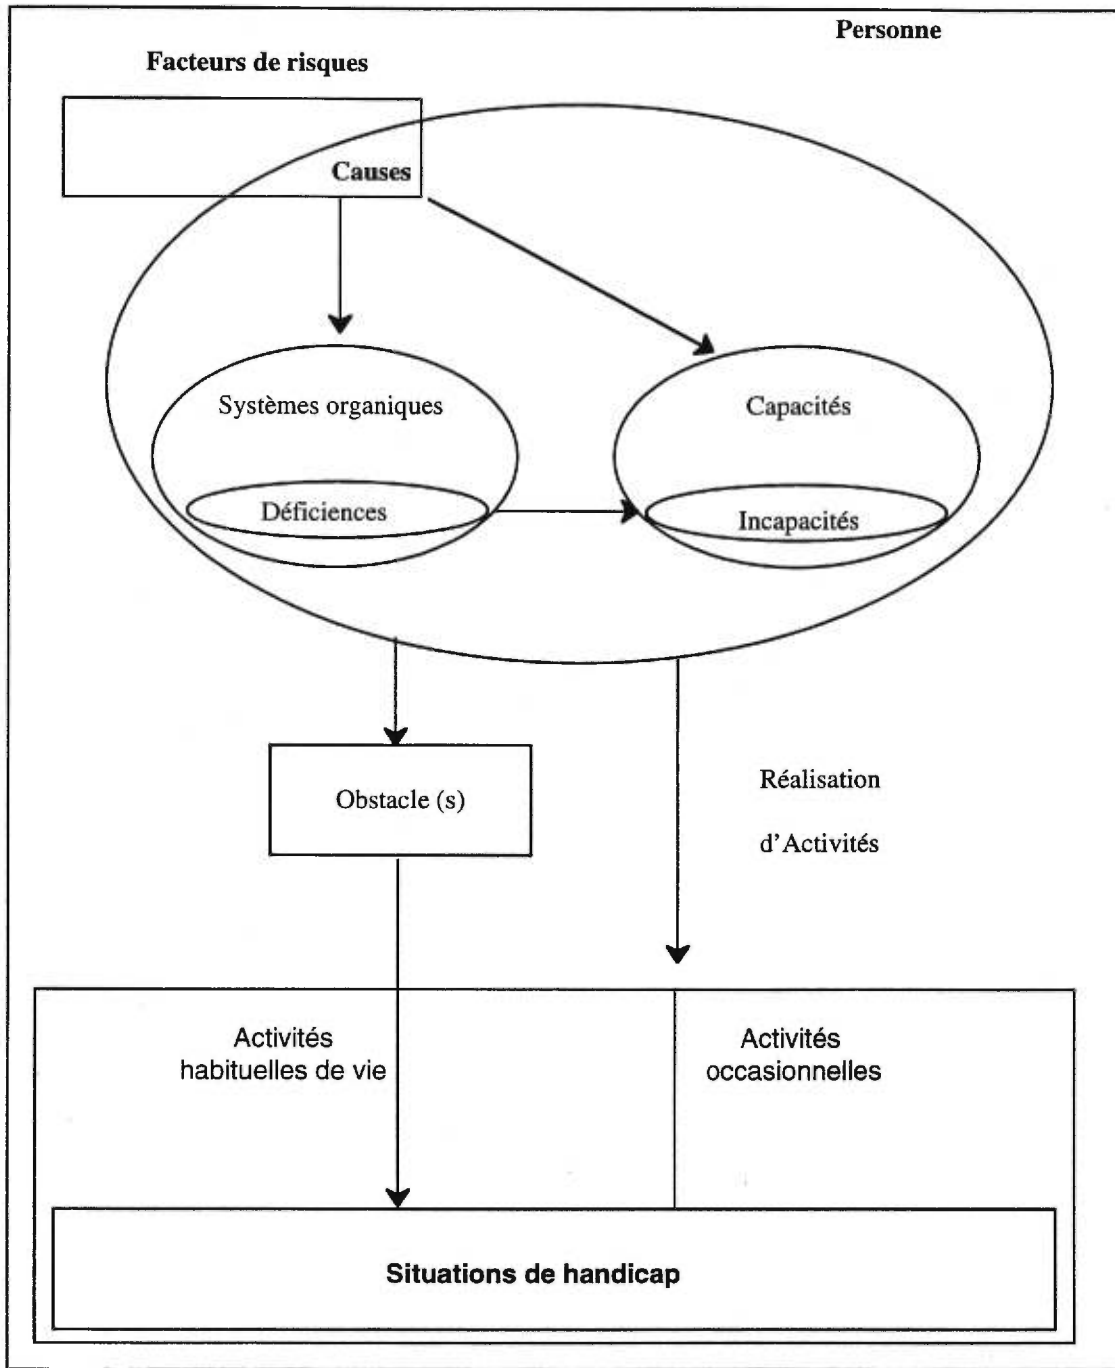 Personne
Facteurs de risques
Causes
Systèmes organiques
Capacités
Déficiences
Incapacités
Obstacle (s)
Réalisation
d'Activités
Activités
habituelles de vie
Activités
occasionnelles
Situations de handicap